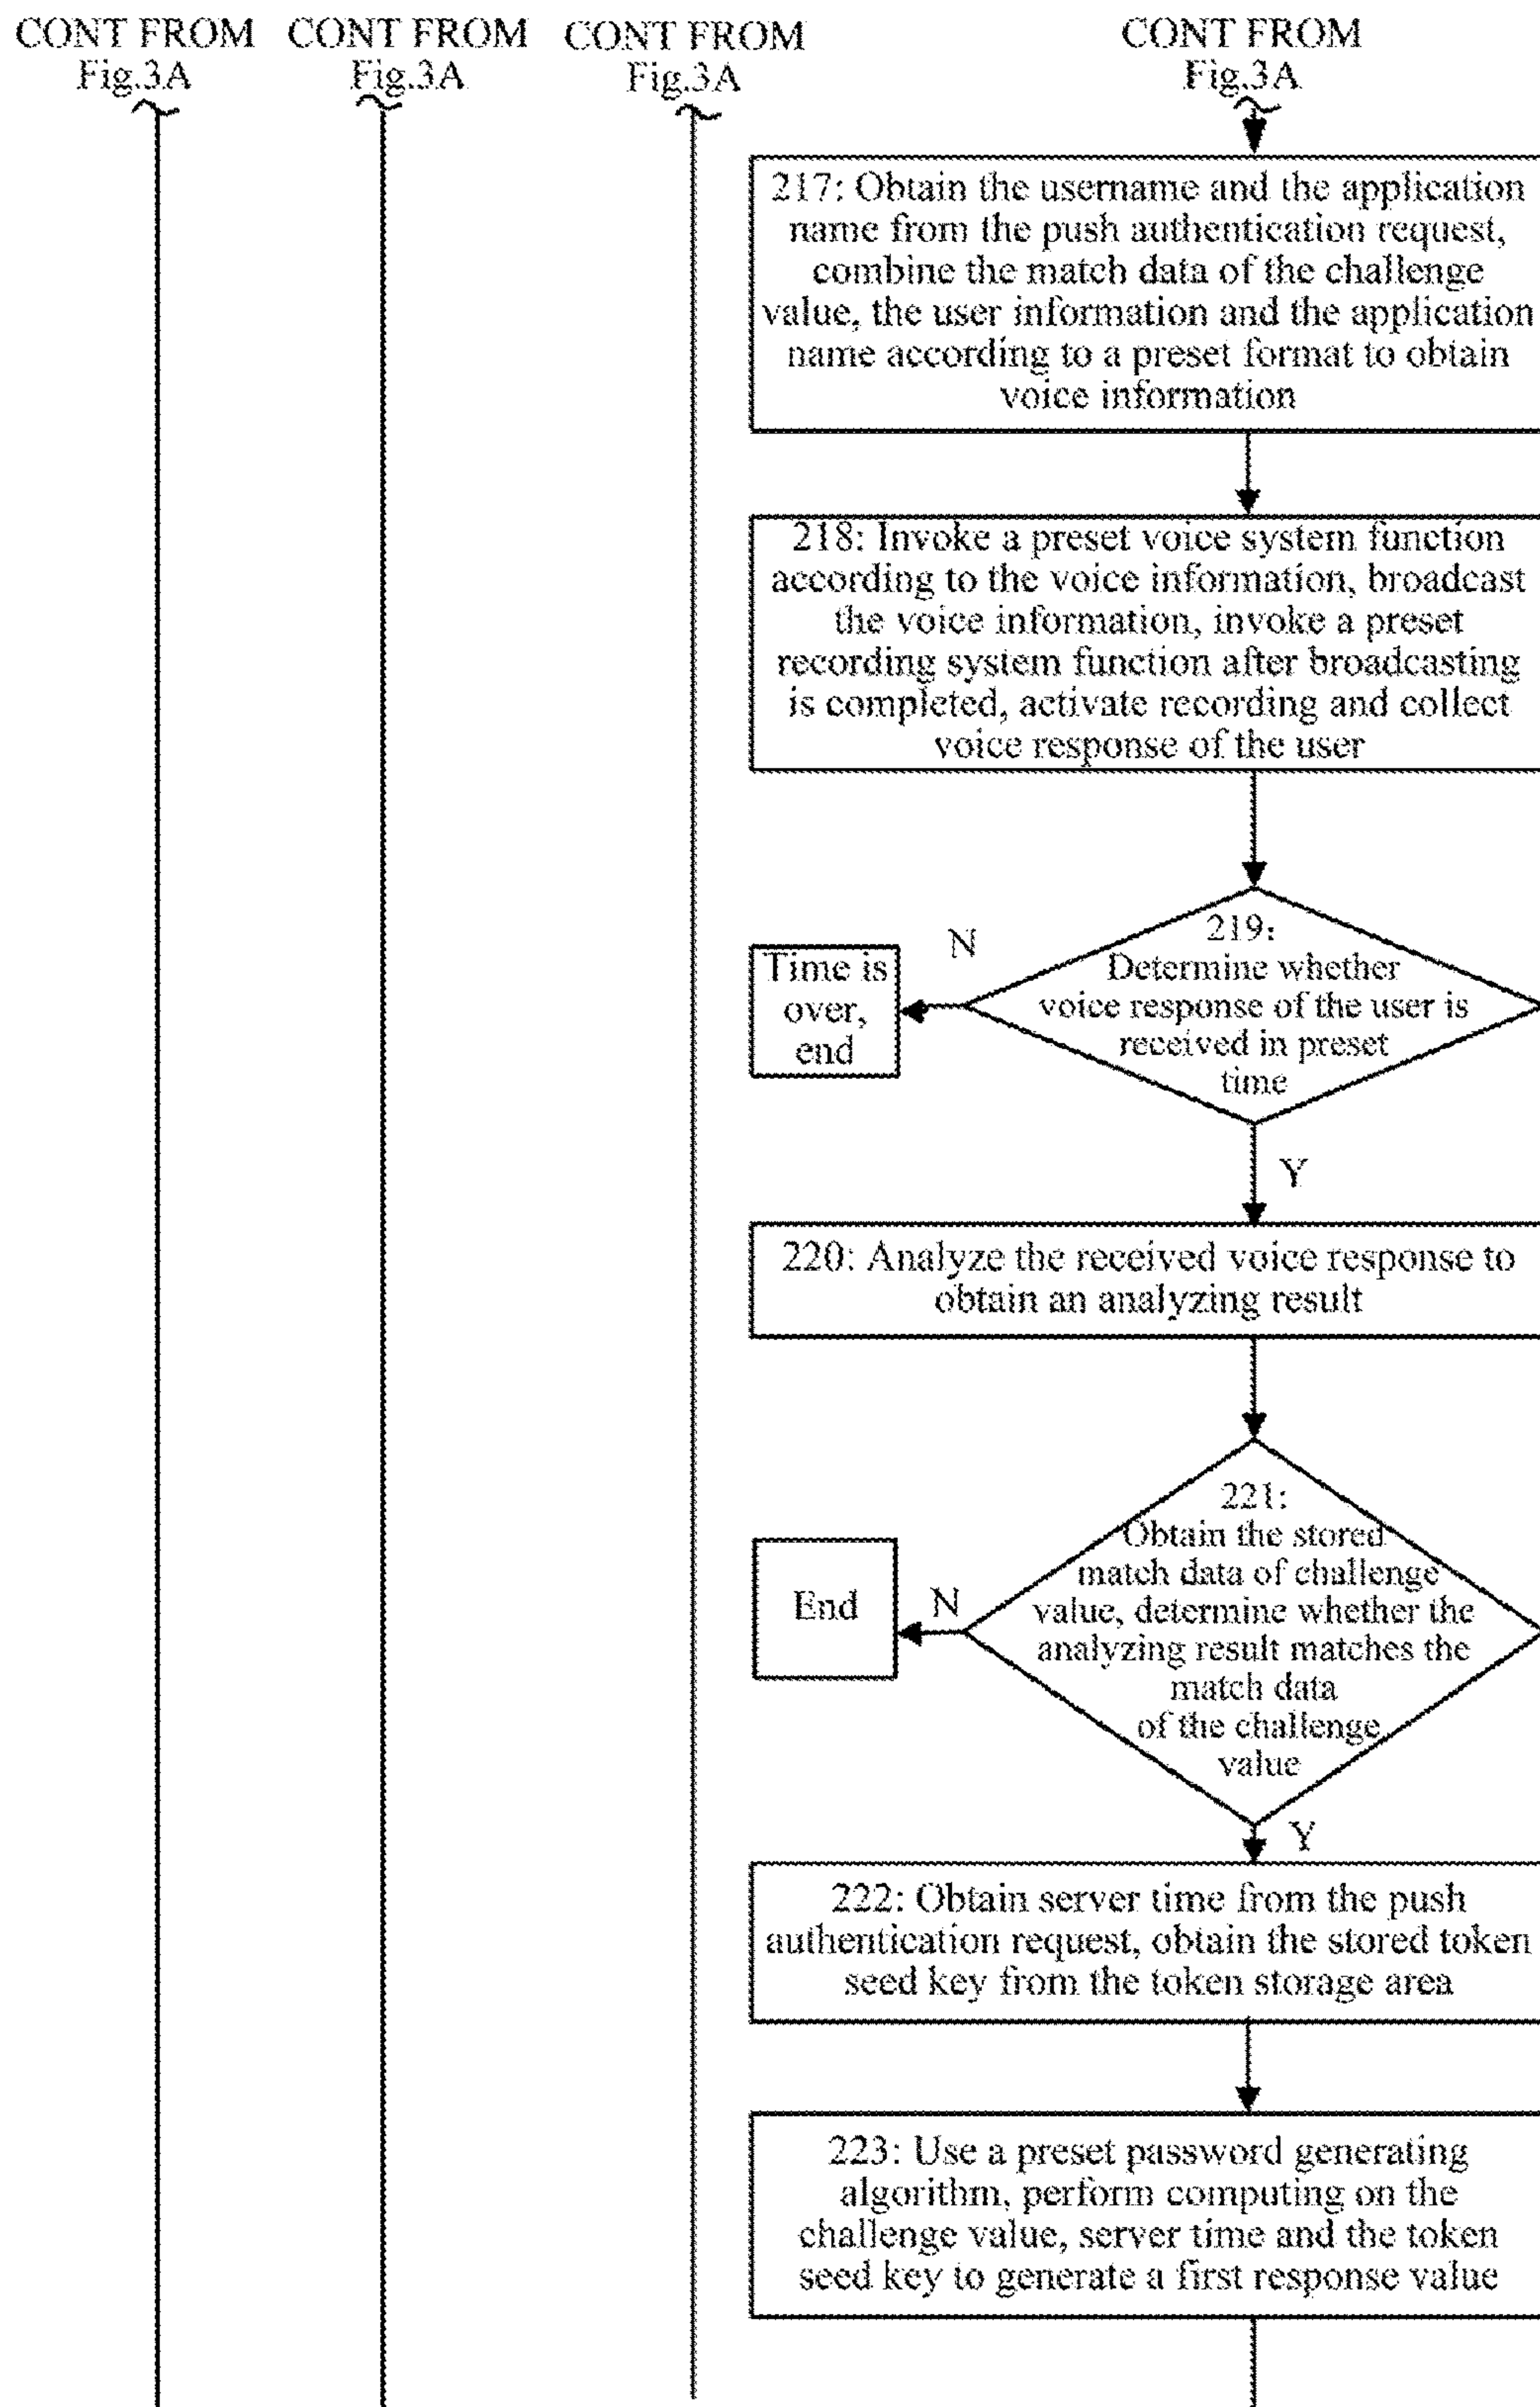 CONT FROM
Fig.3A
CONT FROM
Fig.3A
CONT FROM
Fig.3A
CONT FROM
Fig.3A
217: Obtain the username and the application
name from the push authentication request,
combine the match data of the challenge
value, the user information and the application
name according to a preset format to obtain
voice information
218: Invoke a preset voice system function
according to the voice information, broadcast
the voice information, invoke a preset
recording system function after broadcasting
is completed, activate recording and collect
voice response of the user
219:
Determine whether
voice response of the user is
received in preset
time
N
Time is
over,
end
Y
220: Analyze the received voice response to
obtain an analyzing result
221:
Obtain the stored
match data of challenge
value, determine whether the
analyzing result matches the
match data
of the challenge
value
N
End
Y
222: Obtain server time from the push
authentication request, obtain the stored token
seed key from the token storage area
223: Use a preset password generating
algorithm, perform computing on the
challenge value, server time and the token
seed key to generate a first response value